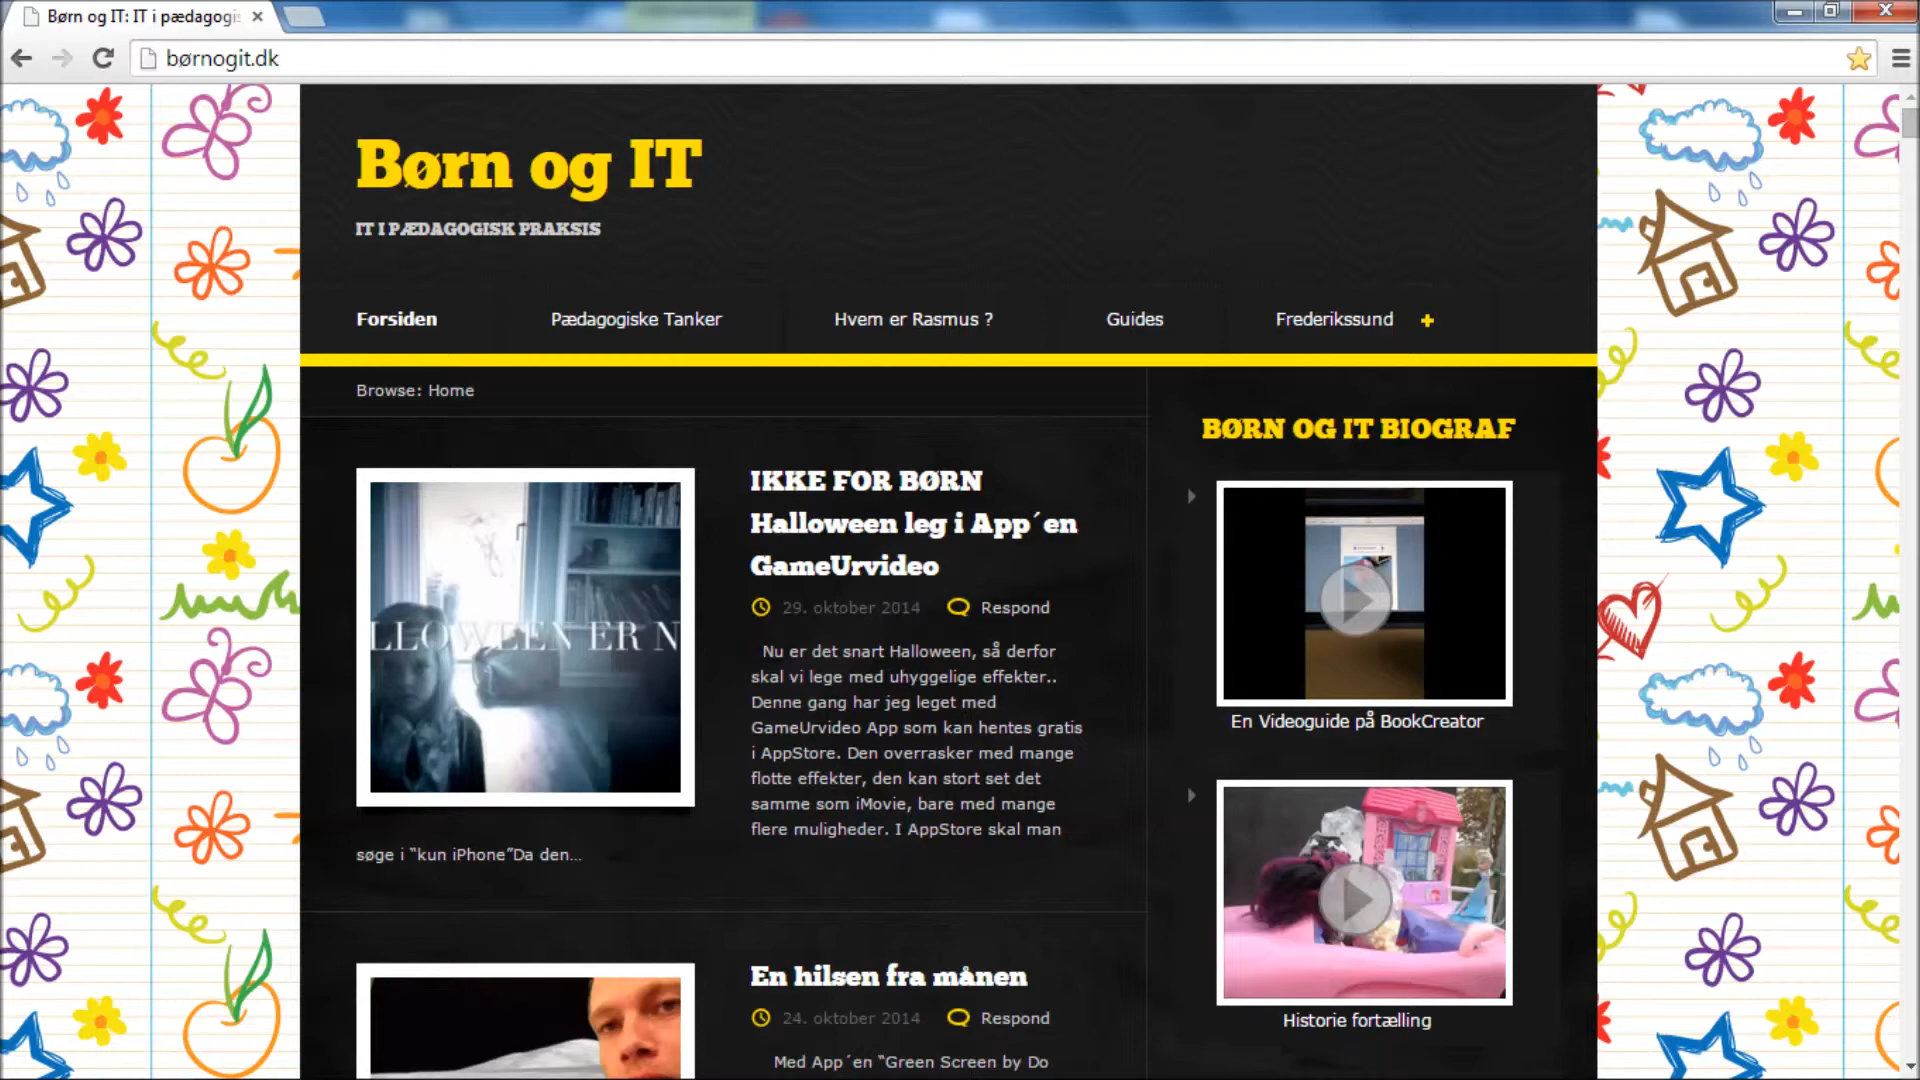 Børn og IT: IT i pædagogi
børnogit.dk
Børn og IT
IT I PÆDAGOGISK PRAKSIS
Forsiden
Pædagogiske Tanker
Hvem er Rasmus ?
Guides
Frederikssund
Browse: Home
LLOWEEN ER N
IKKE FOR BØRN
Halloween leg i App´en
GameUrvideo
29. oktober 2014
Respond
Nu er det snart Halloween, så derfor
skal vi lege med uhyggelige effekter..
Denne gang har jeg leget med
GameUrvideo App som kan hentes gratis
i AppStore. Den overrasker med mange
flotte effekter, den kan stort set det
samme som iMovie, bare med mange
flere muligheder. I AppStore skal man
søge i “kun iPhone”Da den...
En hilsen fra månen
24. oktober 2014
Respond
Med App´en “Green Screen by Do
BØRN OG IT BIOGRAF
En Videoguide på BookCreator
Historie fortælling